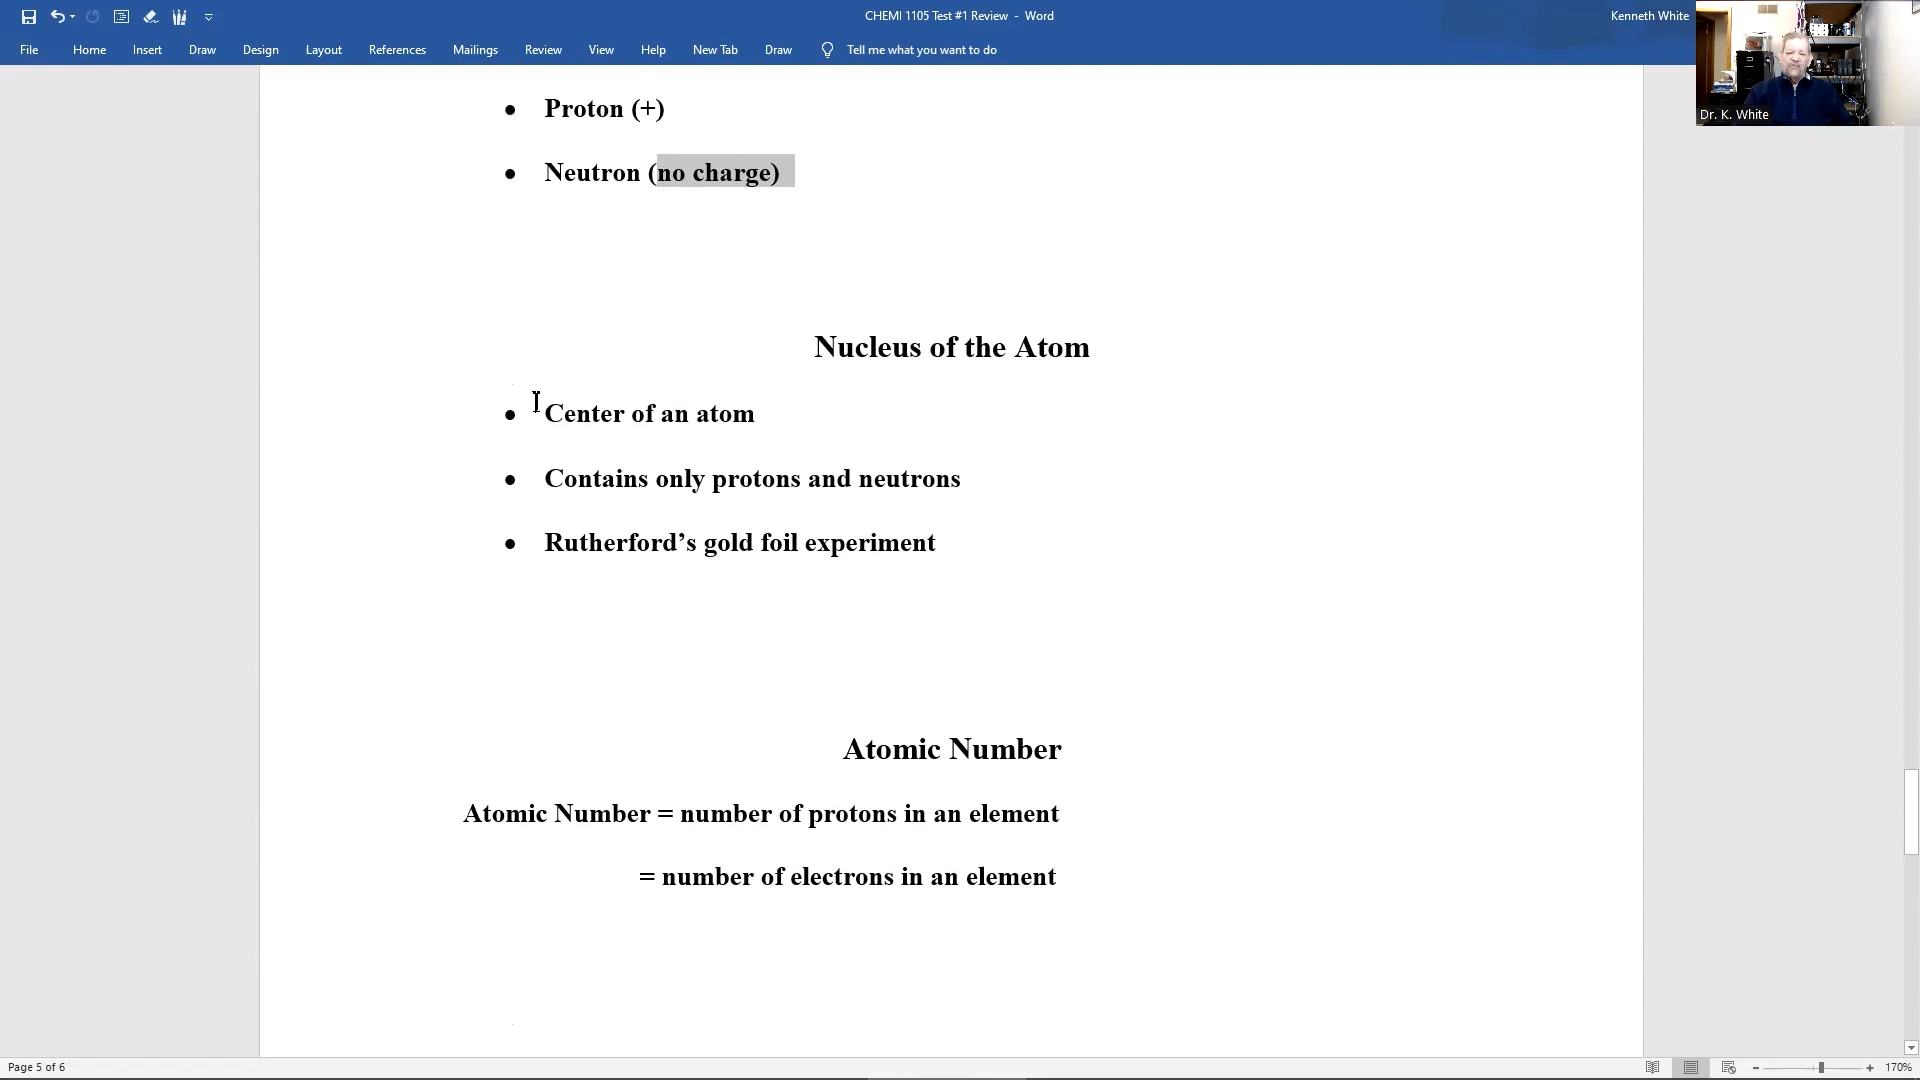 CHEMI 1105 Test #1 Review - Word
Kenneth White
File Home Insert Draw Design Layout References Mailings Review View Help New Tab Draw Tell me what you want to do
Dr. K. White
• Proton (+)
• Neutron (no charge)
Nucleus of the Atom
• Center of an atom
• Contains only protons and neutrons
• Rutherford’s gold foil experiment
Atomic Number
Atomic Number = number of protons in an element
= number of electrons in an element
Page 5 of 6
170%